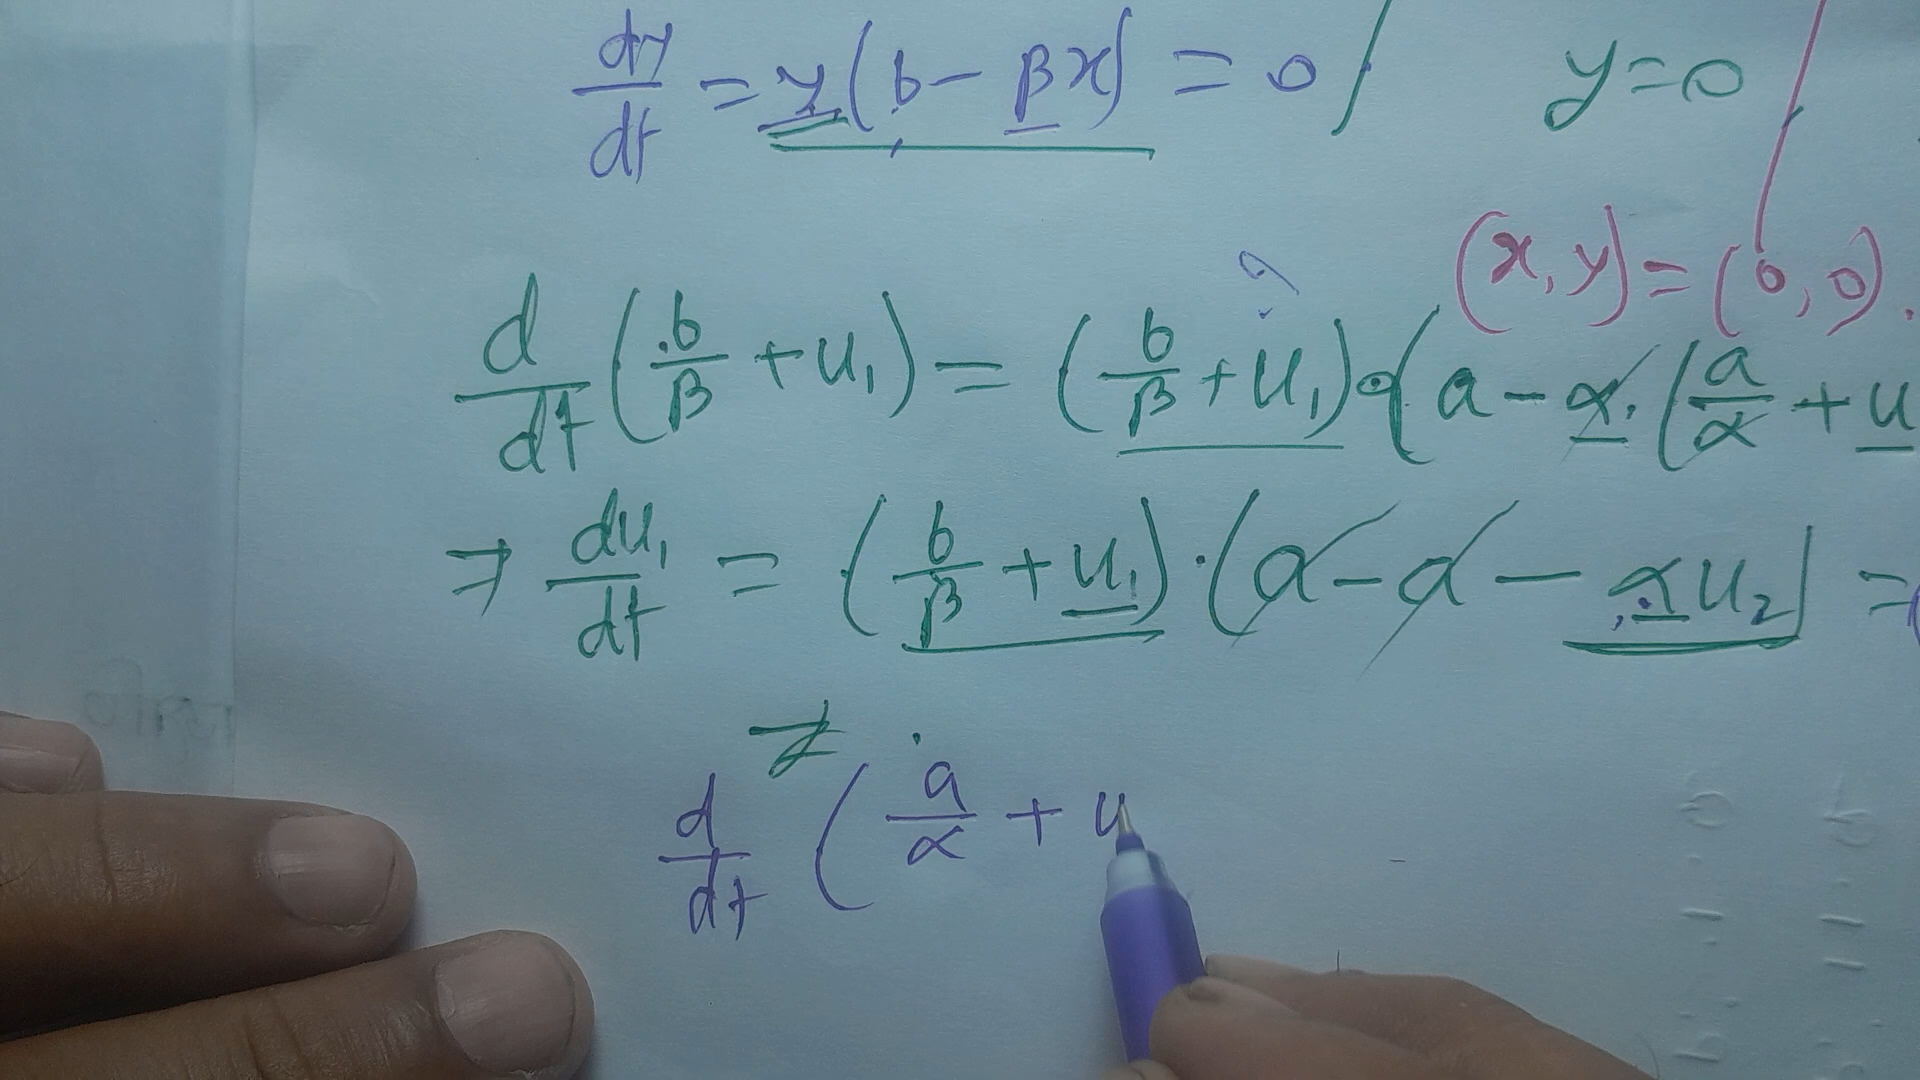 dy/dt = y(b - βx) = 0 / y = 0
(x, y) = (0, 0).
d/dt (b/β + u₁) = (b/β + u₁) · (a - α · (a/α + u
⇒ du₁/dt = (b/β + u₁) · (a - a - αu₂) =
d/dt (a/α + u